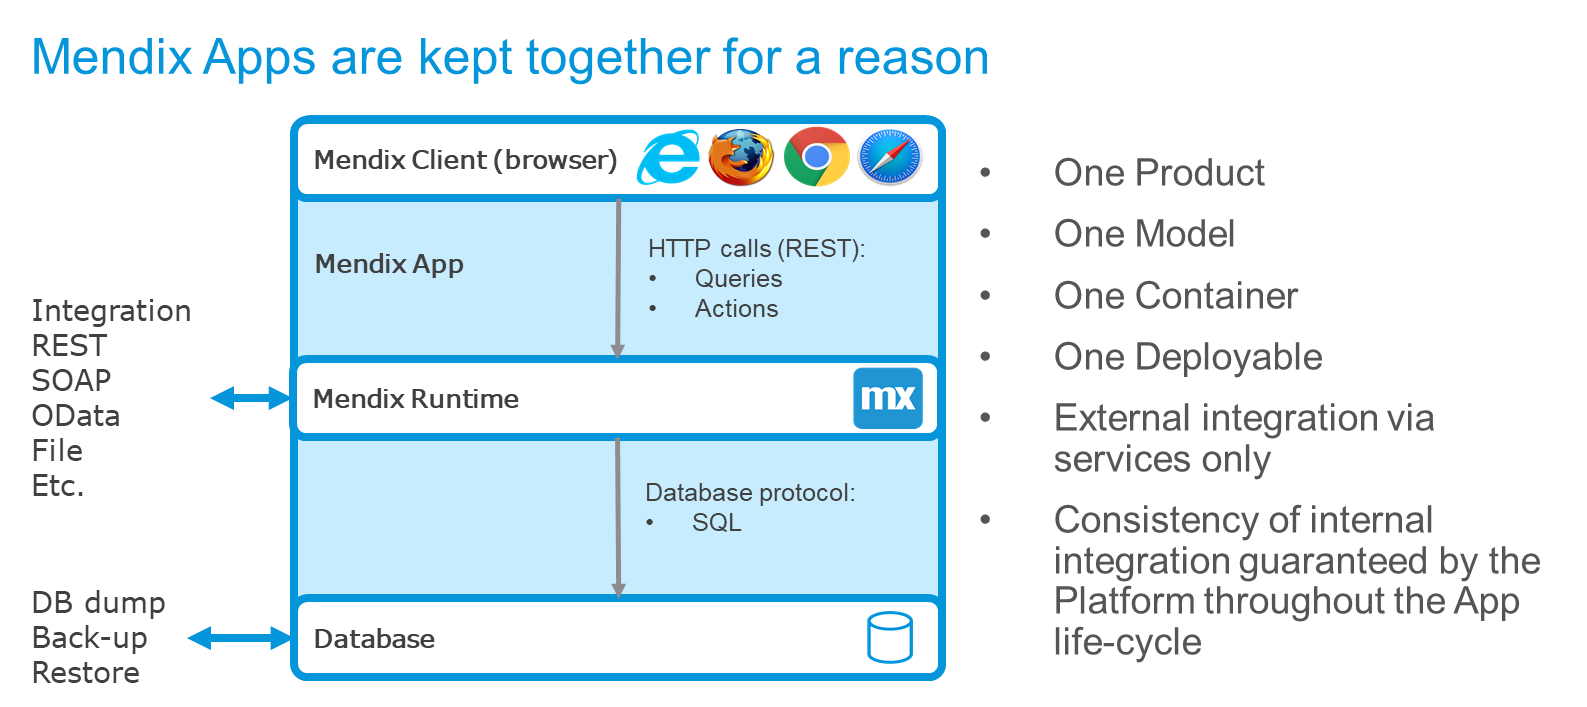 Mendix Apps are kept together for a reason
Mendix Client (browser)
Mendix App
HTTP calls (REST):
• Queries
• Actions
Integration
REST
SOAP
OData
File
Etc.
Mendix Runtime
mx
Database protocol:
• SQL
DB dump
Back-up
Restore
Database
• One Product
• One Model
• One Container
• One Deployable
• External integration via
services only
• Consistency of internal
integration guaranteed by the
Platform throughout the App
life-cycle